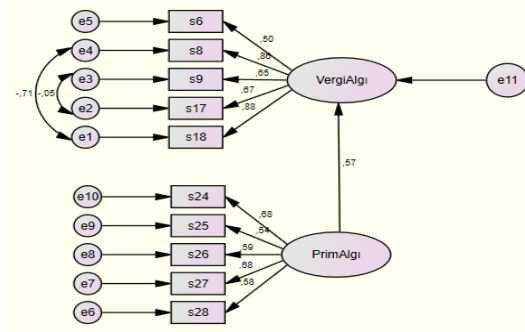 e5 s6 ,50
e4 s8 ,86
e3 s9 ,65
e2 s17 ,67
e1 s18 ,88
-,71 -,05
VergiAlgı e11
,57
e10 s24 ,68
e9 s25 ,54
e8 s26 ,59
e7 s27 ,68
e6 s28 ,58
PrimAlgı